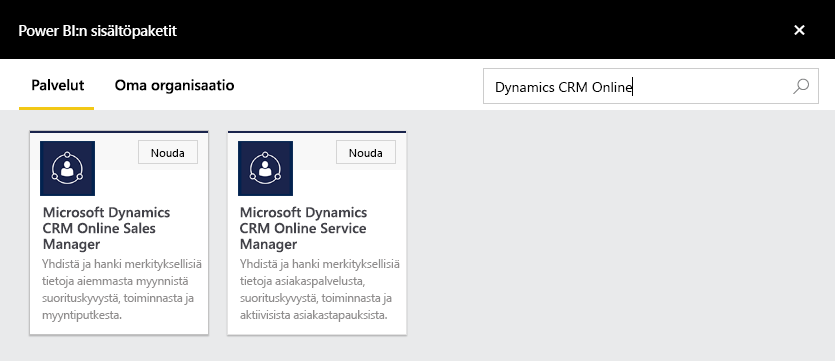 Power BI:n sisältöpaketit
Palvelut
Oma organisaatio
Dynamics CRM Online
Nouda
Microsoft Dynamics
CRM Online Sales
Manager
Yhdistä ja hanki merkityksellisiä
tietoja aiemmasta myynnistä
suorituskyvystä, toiminnasta ja
myyntiputkesta.
Nouda
Microsoft Dynamics
CRM Online Service
Manager
Yhdistä ja hanki merkityksellisiä
tietoja asiakaspalvelusta,
suorituskyvystä, toiminnasta ja
aktiivisista asiakastapauksista.